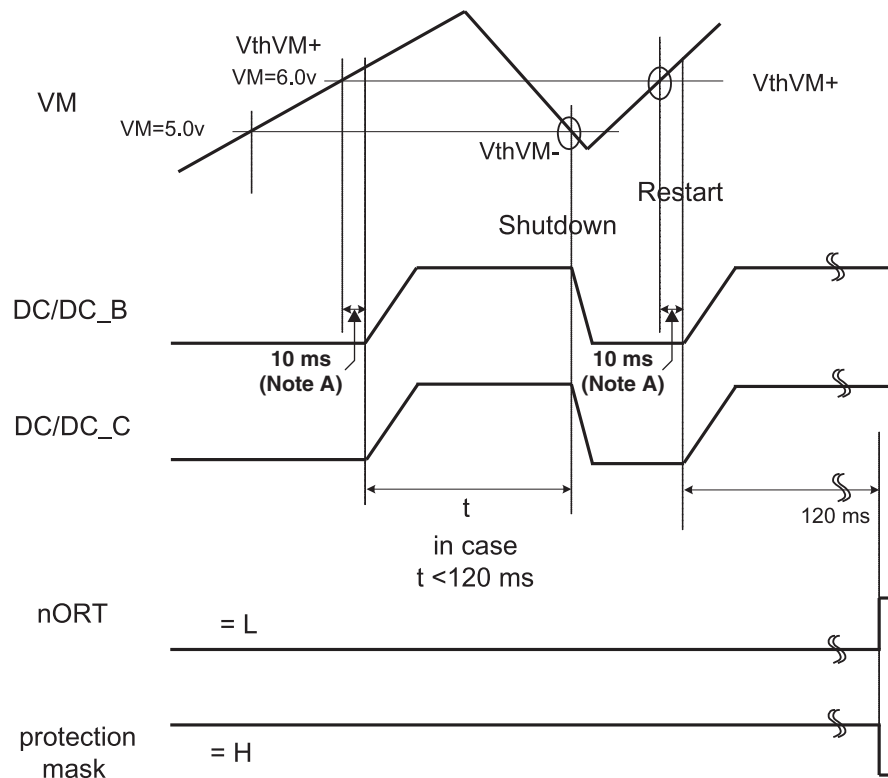 VthVM+
VM=6.0v
VM
VthVM+
VM=5.0v
VthVM-
Restart
Shutdown
DC/DC_B
10 ms
(Note A)
10 ms
(Note A)
DC/DC_C
t
120 ms
in case
t <120 ms
nORT
= L
protection
mask
= H